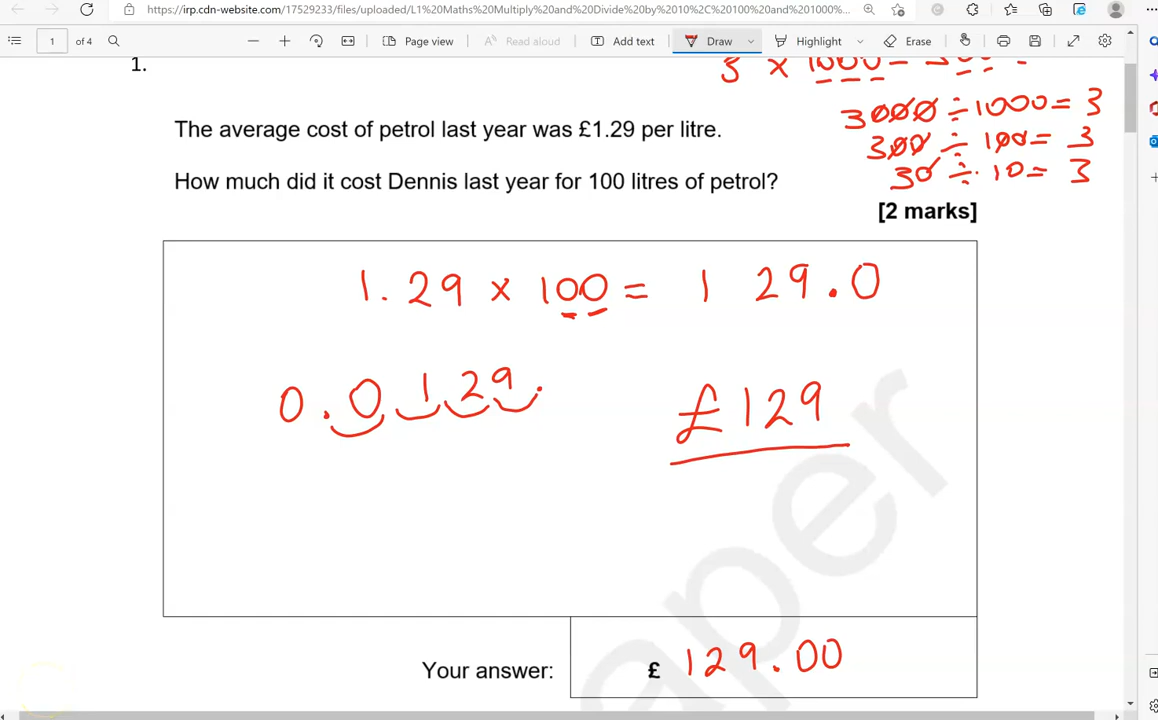 https://irp.cdn-website.com/17529233/files/uploaded/L1%20Maths%20Multiply%20and%20Divide%20by%2010%2C%20100%20and%201000%...
1 of 4
Page view
Read aloud
Add text
Draw
Highlight
Erase
1.
3 x 1000 =
3000 ÷ 1000 = 3
The average cost of petrol last year was £1.29 per litre.
300 ÷ 100 = 3
30 ÷ 10 = 3
How much did it cost Dennis last year for 100 litres of petrol?
[2 marks]
1.29 x 100 = 1 29.0
0.0129.
£129
Your answer: £ 129.00